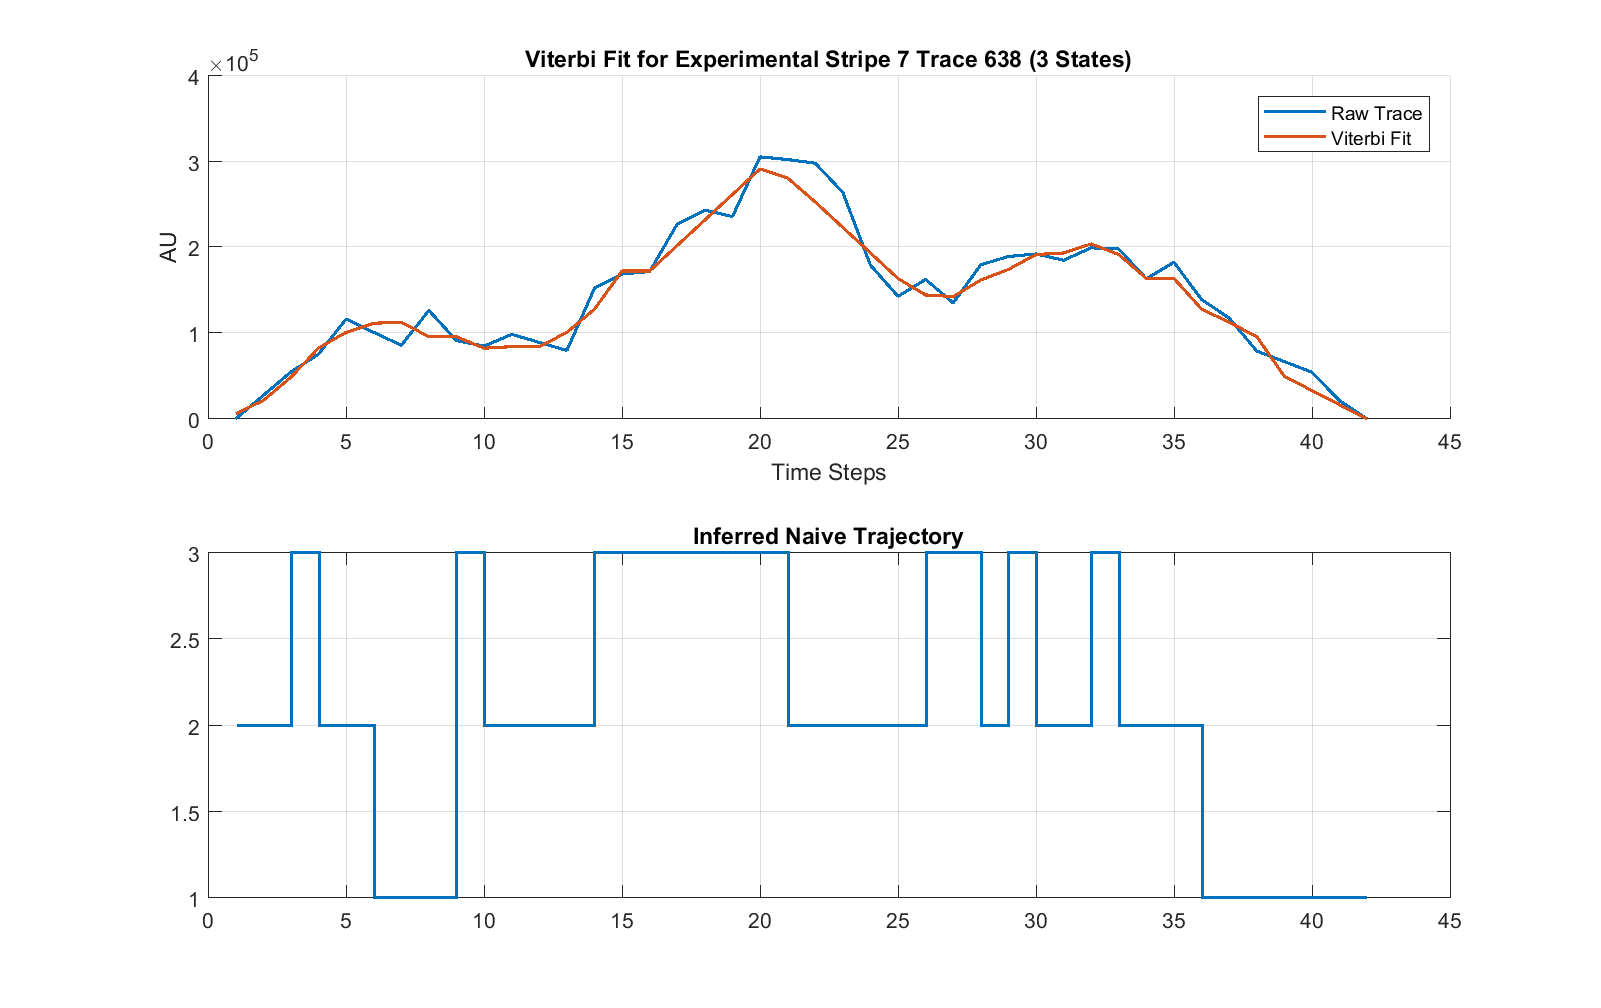 Viterbi Fit for Experimental Stripe 7 Trace 638 (3 States)
×10⁵
4
3
2
1
0
AU
Raw Trace
Viterbi Fit
0 5 10 15 20 25 30 35 40 45
Time Steps
Inferred Naive Trajectory
3
2.5
2
1.5
1
0 5 10 15 20 25 30 35 40 45